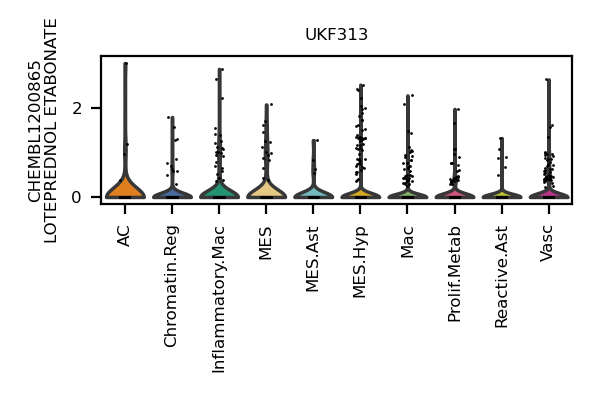 UKF313
CHEMBL1200865
LOTEPREDNOL ETABONATE
2
0
AC
Chromatin.Reg
Inflammatory.Mac
MES
MES.Ast
MES.Hyp
Mac
Prolif.Metab
Reactive.Ast
Vasc